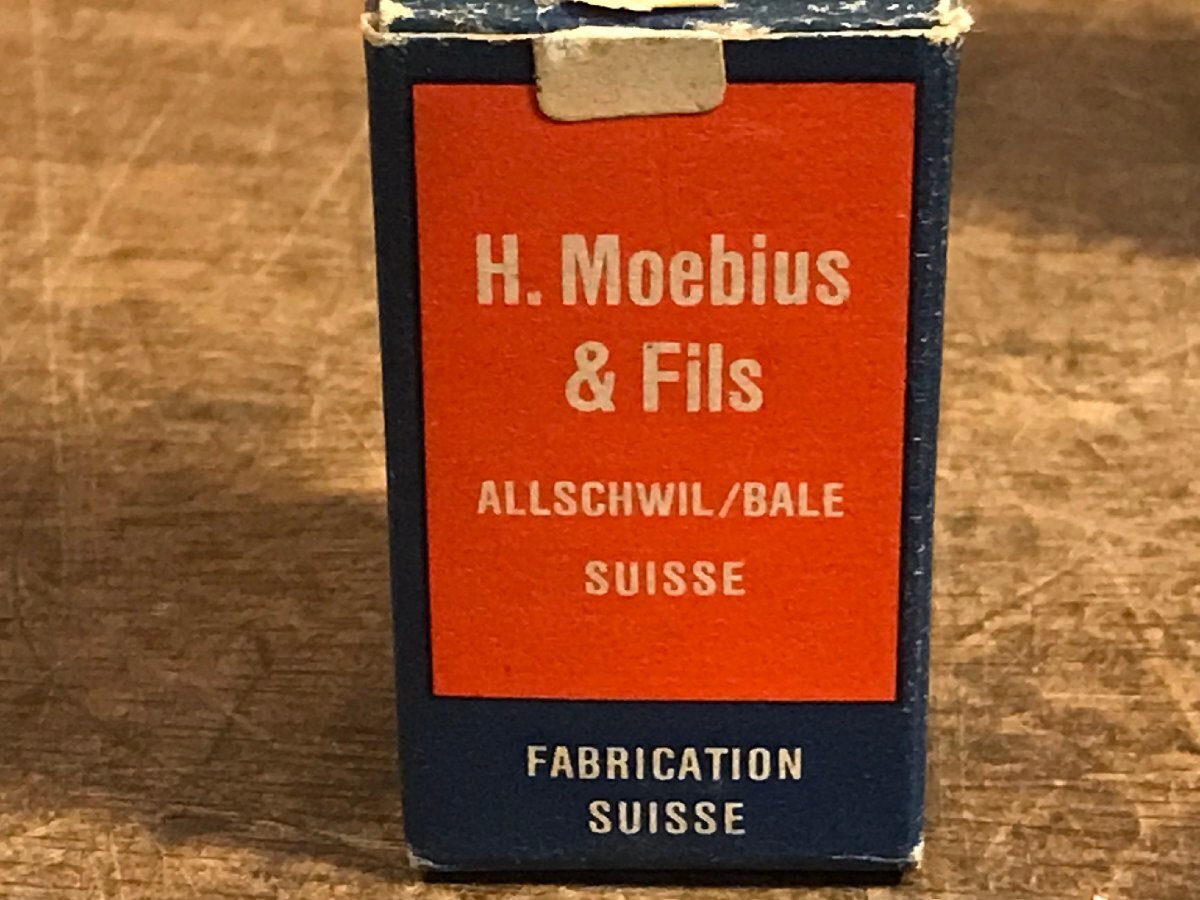 H. Moebius
& Fils
ALLSCHWIL/BALE
SUISSE
FABRICATION
SUISSE